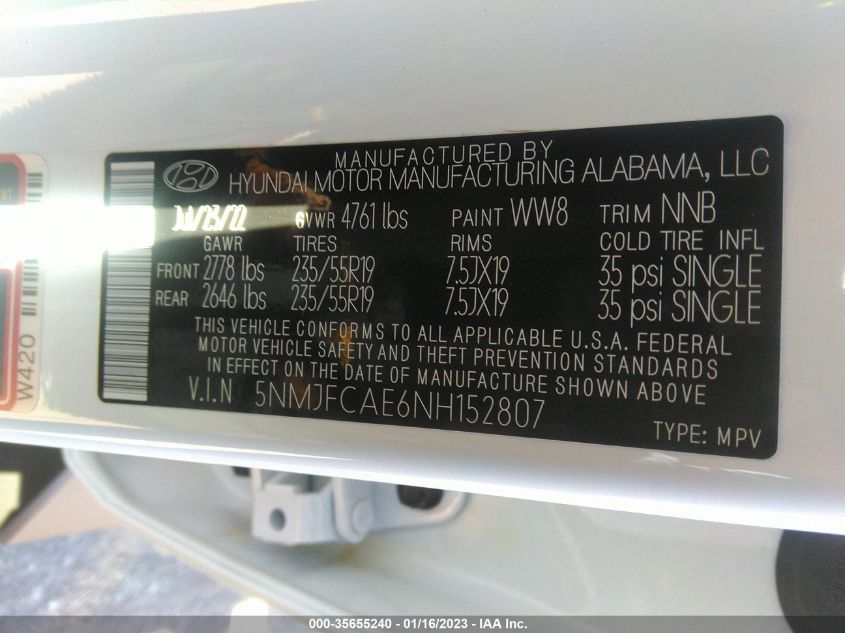 MANUFACTURED BY
HYUNDAI MOTOR MANUFACTURING ALABAMA, LLC
/23/22 GVWR 4761 lbs PAINT WW8 TRIM NNB
GAWR TIRES RIMS COLD TIRE INFL
FRONT 2778 lbs 235/55R19 7.5JX19 35 psi SINGLE
REAR 2646 lbs 235/55R19 7.5JX19 35 psi SINGLE
THIS VEHICLE CONFORMS TO ALL APPLICABLE U.S.A. FEDERAL
MOTOR VEHICLE SAFETY AND THEFT PREVENTION STANDARDS
IN EFFECT ON THE DATE OF MANUFACTURE SHOWN ABOVE
V.I.N 5NMJFCAE6NH152807
TYPE: MPV
W420
000-35655240 - 01/16/2023 - IAA Inc.